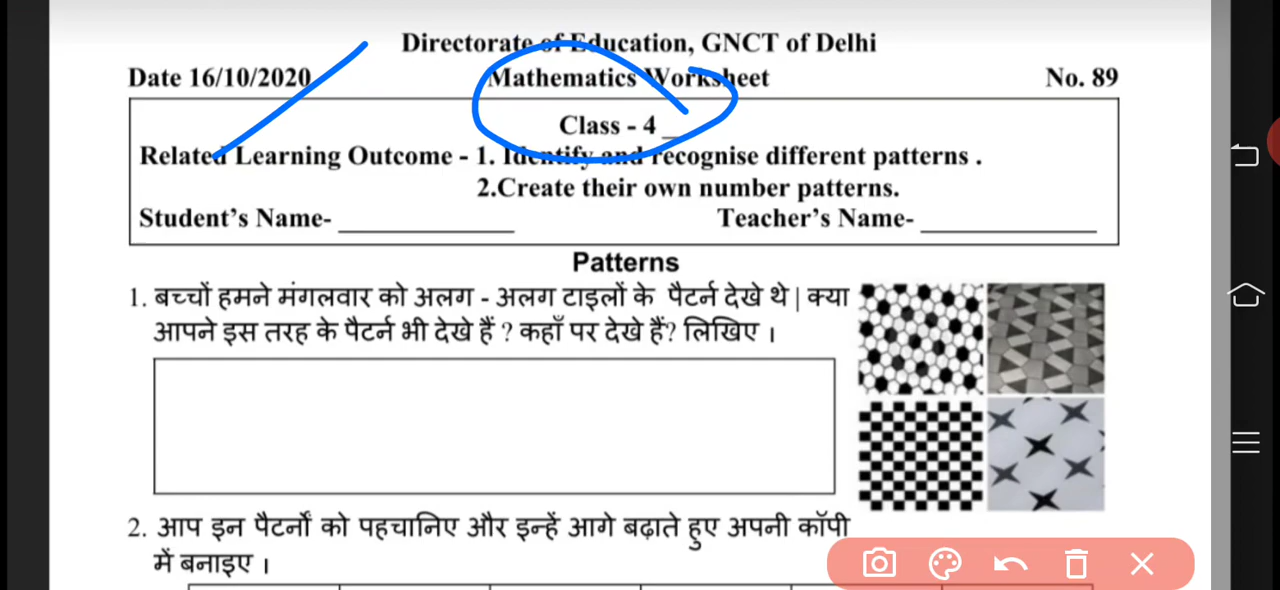 Directorate of Education, GNCT of Delhi
Date 16/10/2020 Mathematics Worksheet No. 89
Class - 4 __
Related Learning Outcome - 1. Identify and recognise different patterns .
2.Create their own number patterns.
Student’s Name- ______________ Teacher’s Name- ______________
Patterns
1. बच्चों हमने मंगलवार को अलग - अलग टाइलों के पैटर्न देखे थे | क्या
आपने इस तरह के पैटर्न भी देखे हैं ? कहाँ पर देखे हैं? लिखिए ।
2. आप इन पैटर्नों को पहचानिए और इन्हें आगे बढ़ाते हुए अपनी कॉपी
में बनाइए ।